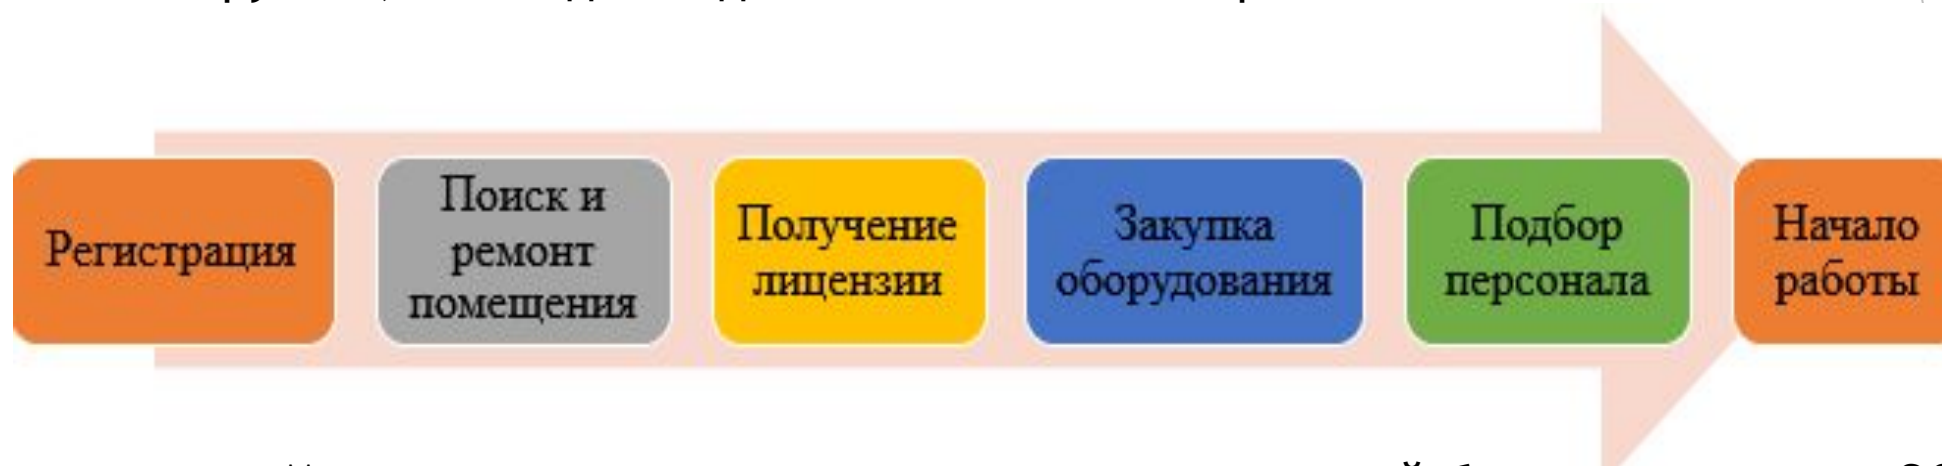 Регистрация
Поиск и
ремонт
помещения
Получение
лицензии
Закупка
оборудования
Подбор
персонала
Начало
работы